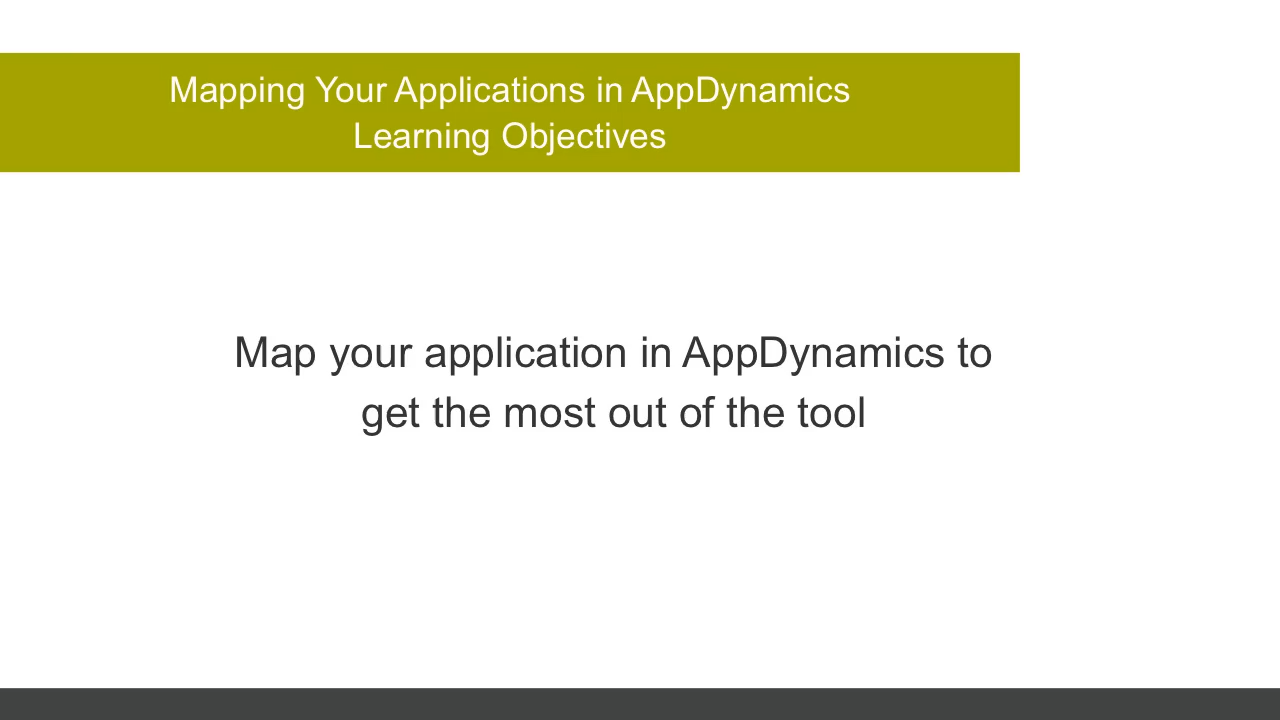 Mapping Your Applications in AppDynamics
Learning Objectives
Map your application in AppDynamics to
get the most out of the tool